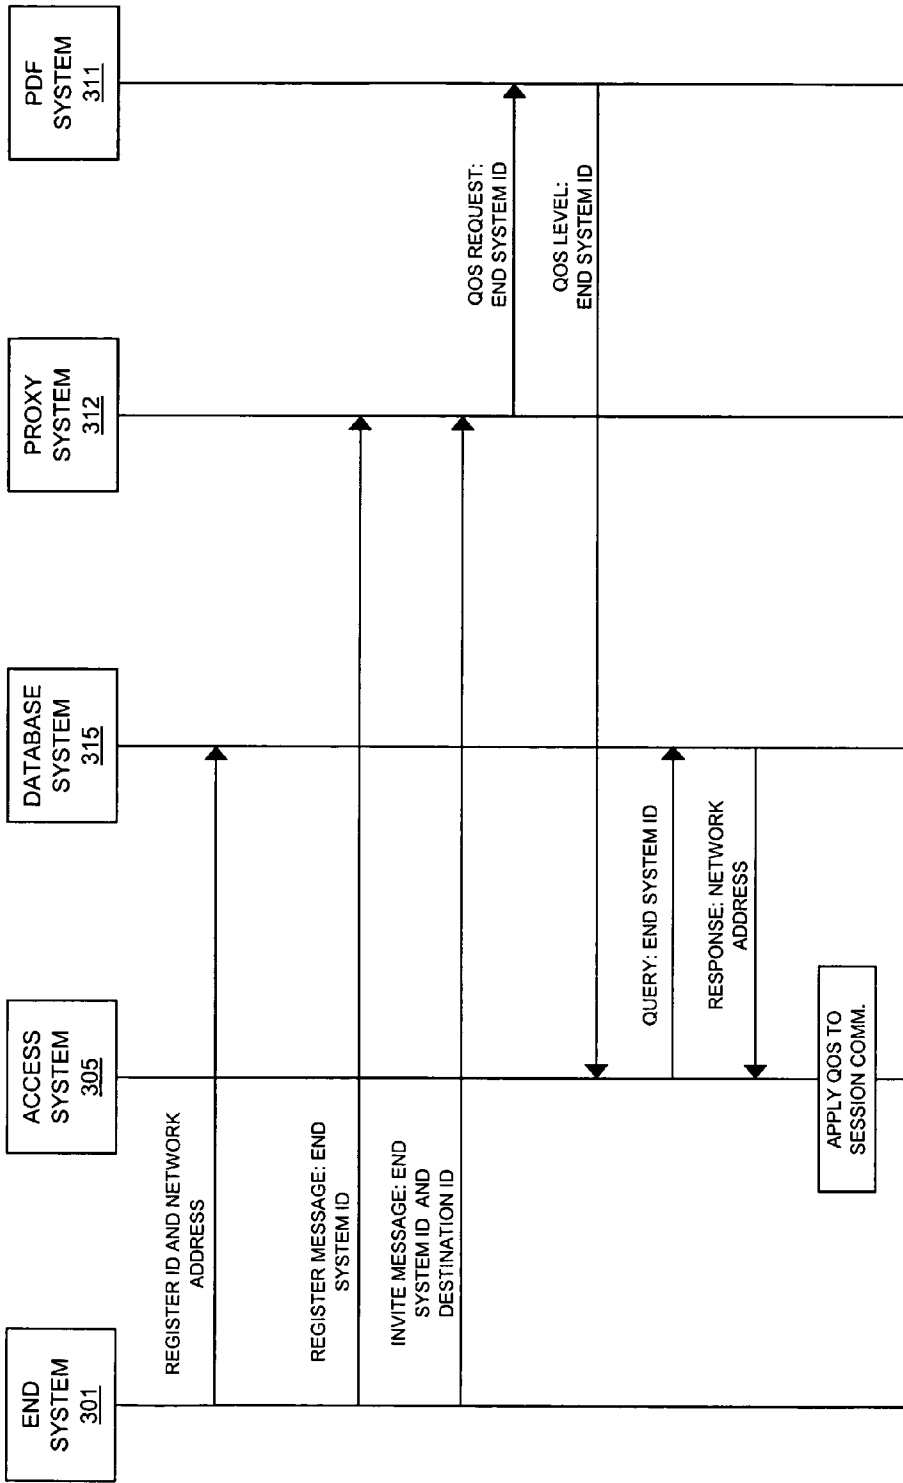 END
SYSTEM
301
ACCESS
SYSTEM
305
DATABASE
SYSTEM
315
PROXY
SYSTEM
312
PDF
SYSTEM
311
REGISTER ID AND NETWORK
ADDRESS
REGISTER MESSAGE: END
SYSTEM ID
INVITE MESSAGE: END
SYSTEM ID AND
DESTINATION ID
QOS REQUEST:
END SYSTEM ID
QOS LEVEL:
END SYSTEM ID
QUERY: END SYSTEM ID
RESPONSE: NETWORK
ADDRESS
APPLY QOS TO
SESSION COMM.